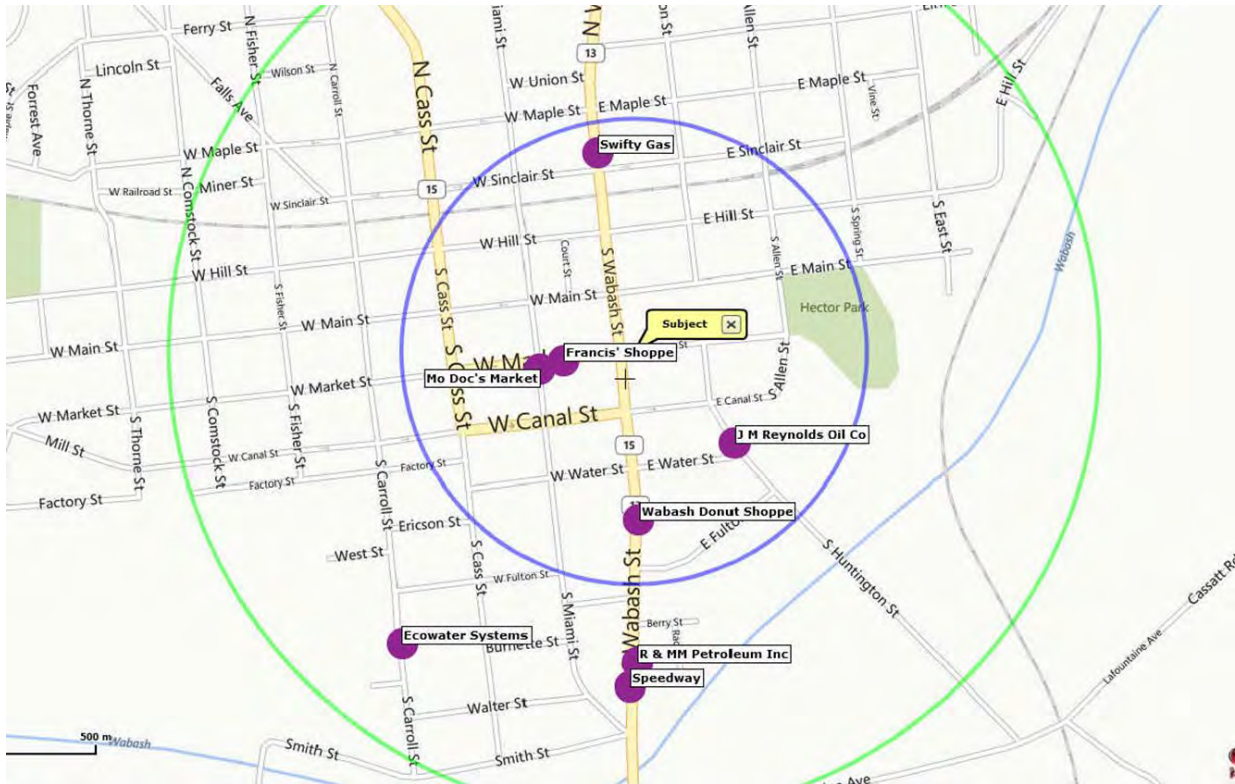 Ferry St
N Fisher St
Lincoln St
Wilson St
N Carroll St
Falls Ave
Forrest Ave
N Thorne St
N Cass St
Miami St
13
W Union St
E Maple St
E Maple St
Allen St
Vine St
E Hill St
W Maple St
W Maple St
Swifty Gas
E Sinclair St
W Sinclair St
15
Miner St
W Railroad St
W Sinclair St
N Comstock St
E Hill St
S Spring St
S East St
W Hill St
W Hill St
Court St
S Allen St
E Main St
Wabash
S Fisher St
S Cass St
S Wabash St
W Main St
W Main St
W Main St
Hector Park
Subject
Francis' Shoppe
Mo Doc's Market
W Market St
W Market St
S Cass St
S Allen St
E Canal St
W Canal St
Mill St
S Thorne St
S Comstock St
S Fisher St
W Canal St
15
J M Reynolds Oil Co
Factory St
Factory St
Factory St
S Carroll St
W Water St
E Water St
Wabash Donut Shoppe
Ericson St
E Fulton
West St
S Cass St
W Fulton St
S Miami St
Wabash St
S Huntington St
Cassatt Rd
Berry St
Ecowater Systems
Burnette St
R & MM Petroleum Inc
Speedway
Lafountaine Ave
S Carroll St
Walter St
500 m
Wabash
Smith St
Smith St
Ave